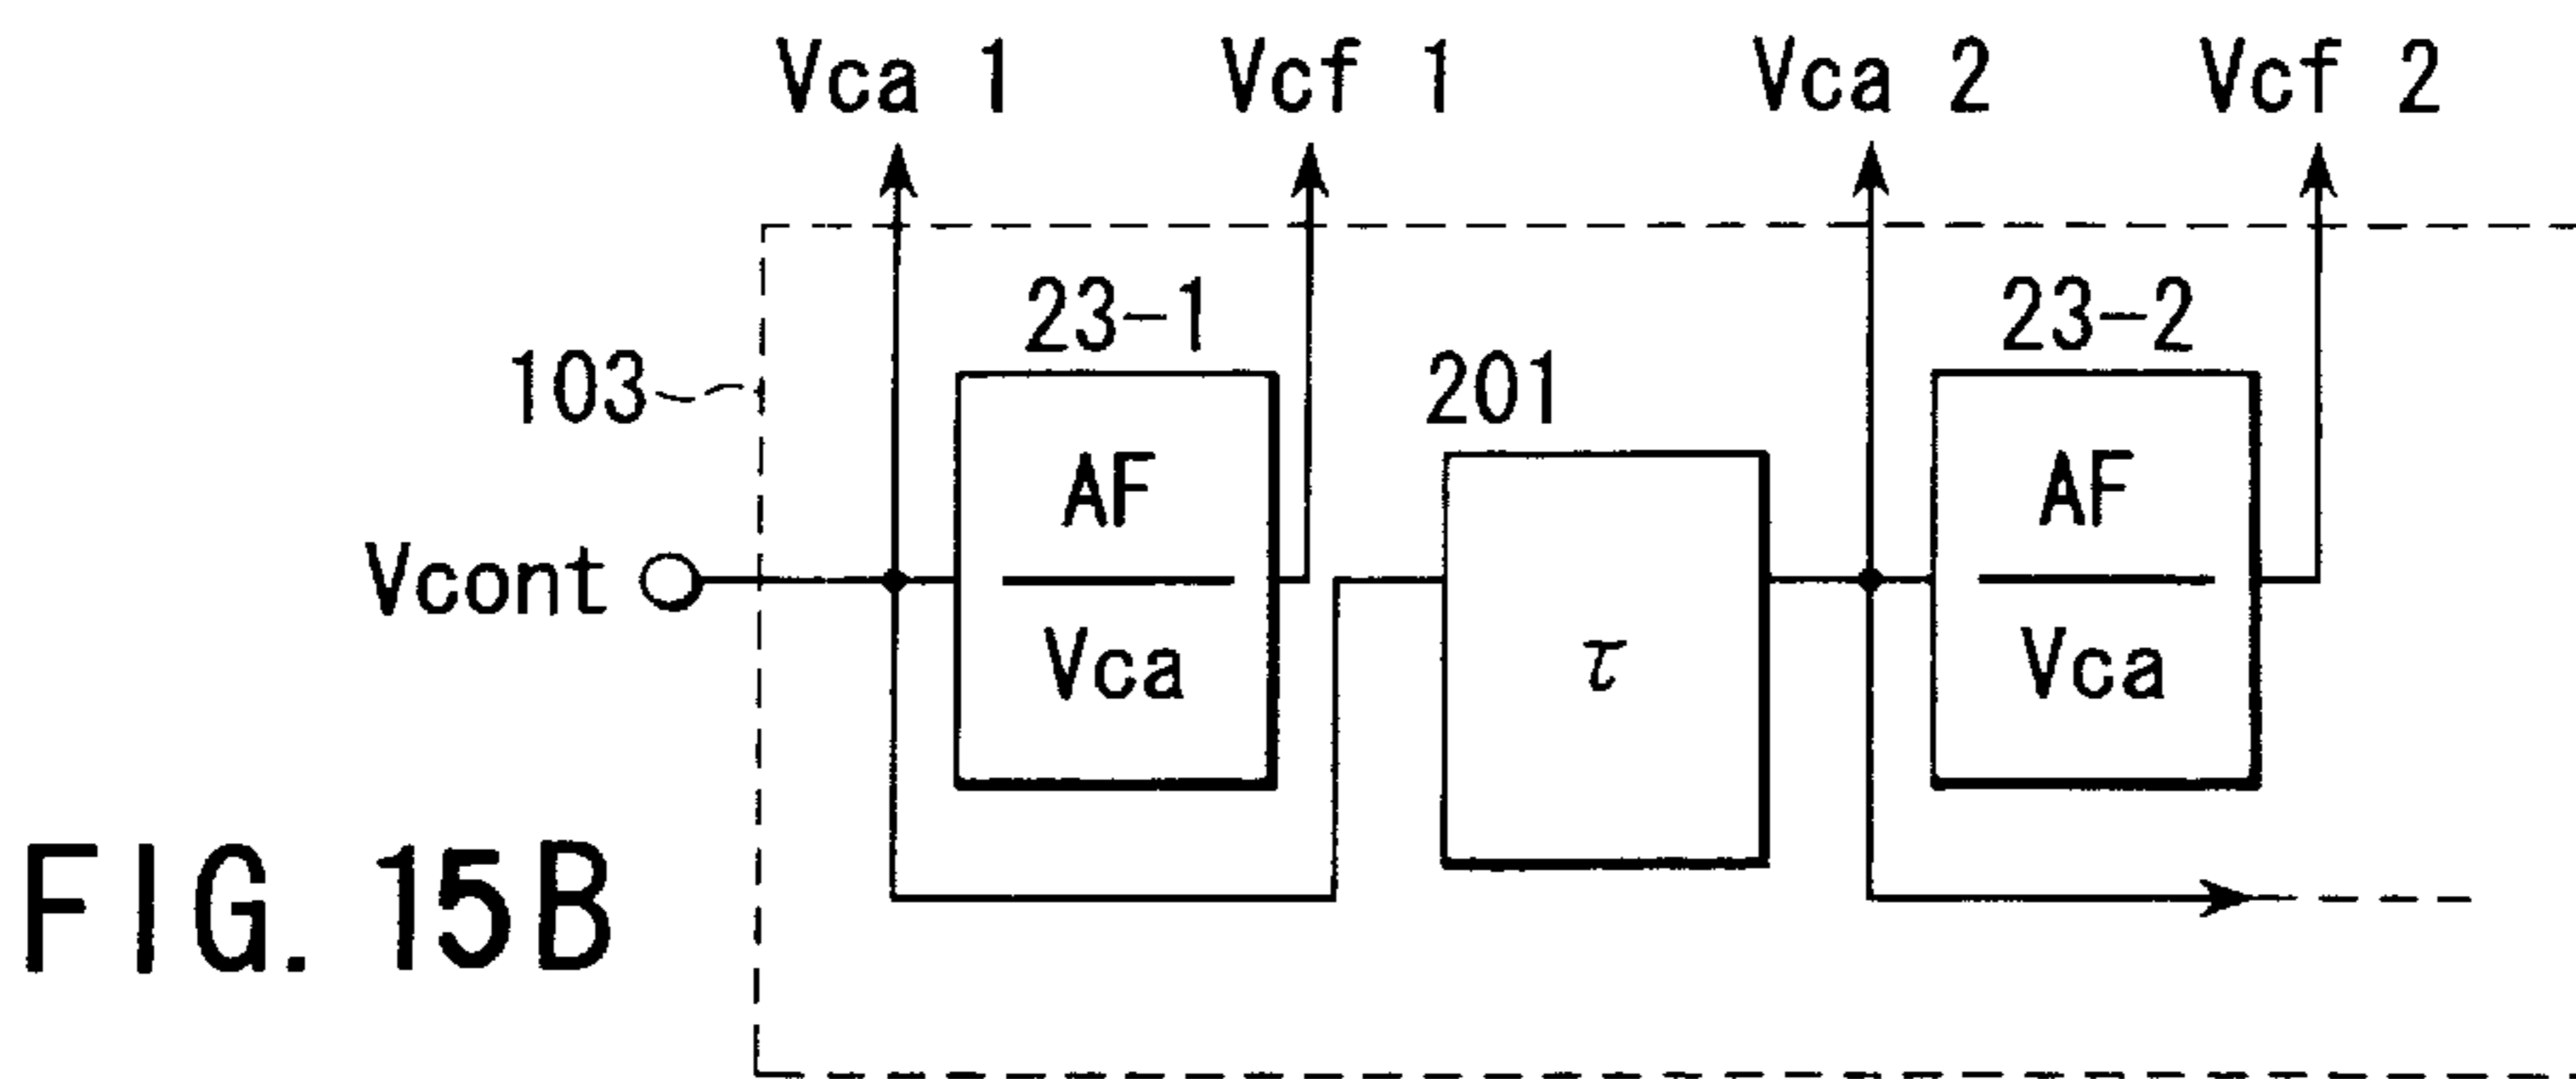 Vca 1
Vcf 1
Vca 2
Vcf 2
23-1
23-2
103
201
AF
Vca
τ
AF
Vca
Vcont
FIG. 15B